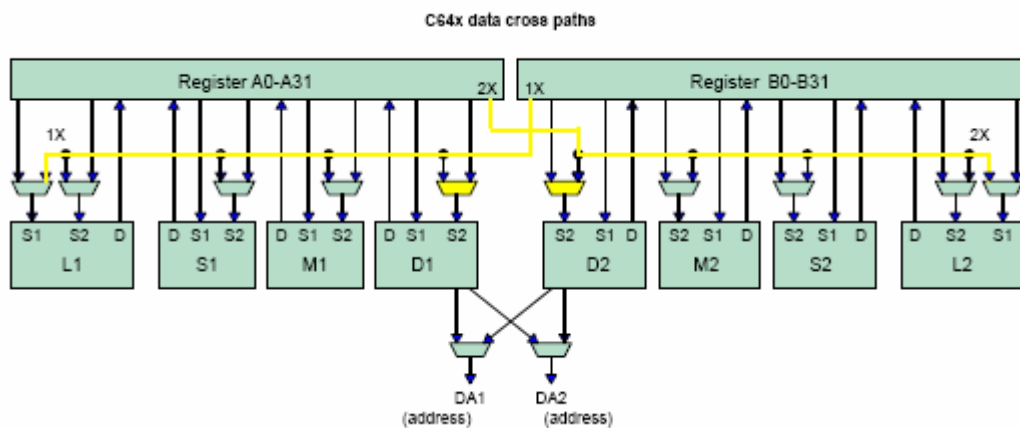 C64x data cross paths
Register A0-A31
2X
1X
Register B0-B31
1X
2X
S1 S2 D
D S1 S2
D S1 S2
D S1 S2
S2 S1 D
S2 S1 D
S2 S1 D
D S2 S1
L1
S1
M1
D1
D2
M2
S2
L2
DA1
DA2
(address)
(address)